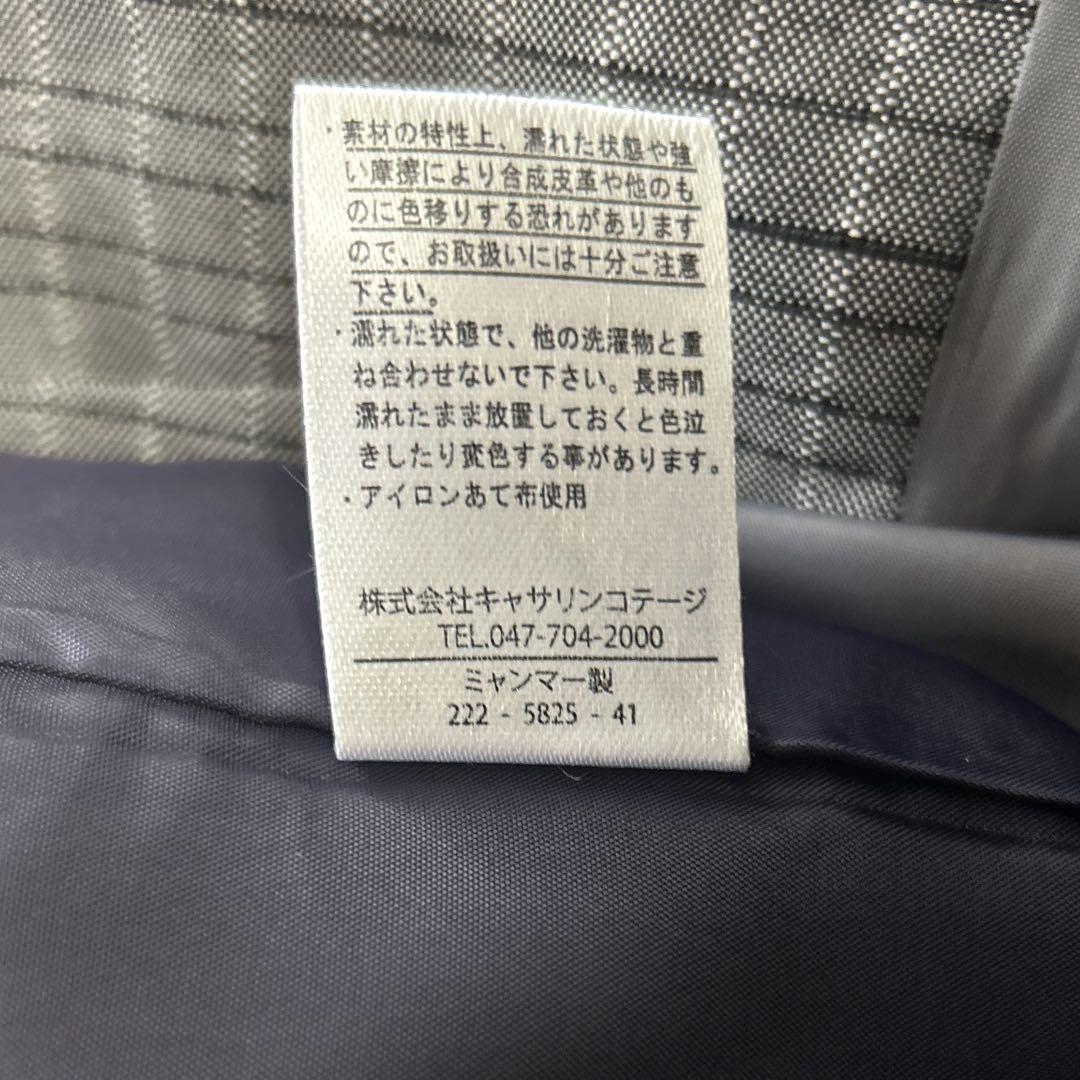 ・素材の特性上、濡れた状態や強
い摩擦により合成皮革や他のも
のに色移りする恐れがあります
ので、お取扱いには十分ご注意
下さい。
・濡れた状態で、他の洗濯物と重
ね合わせないで下さい。長時間
濡れたまま放置しておくと色泣
きしたり変色する事があります。
・アイロンあて布使用
株式会社キャサリンコテージ
TEL.047-704-2000
ミャンマー製
222 - 5825 - 41